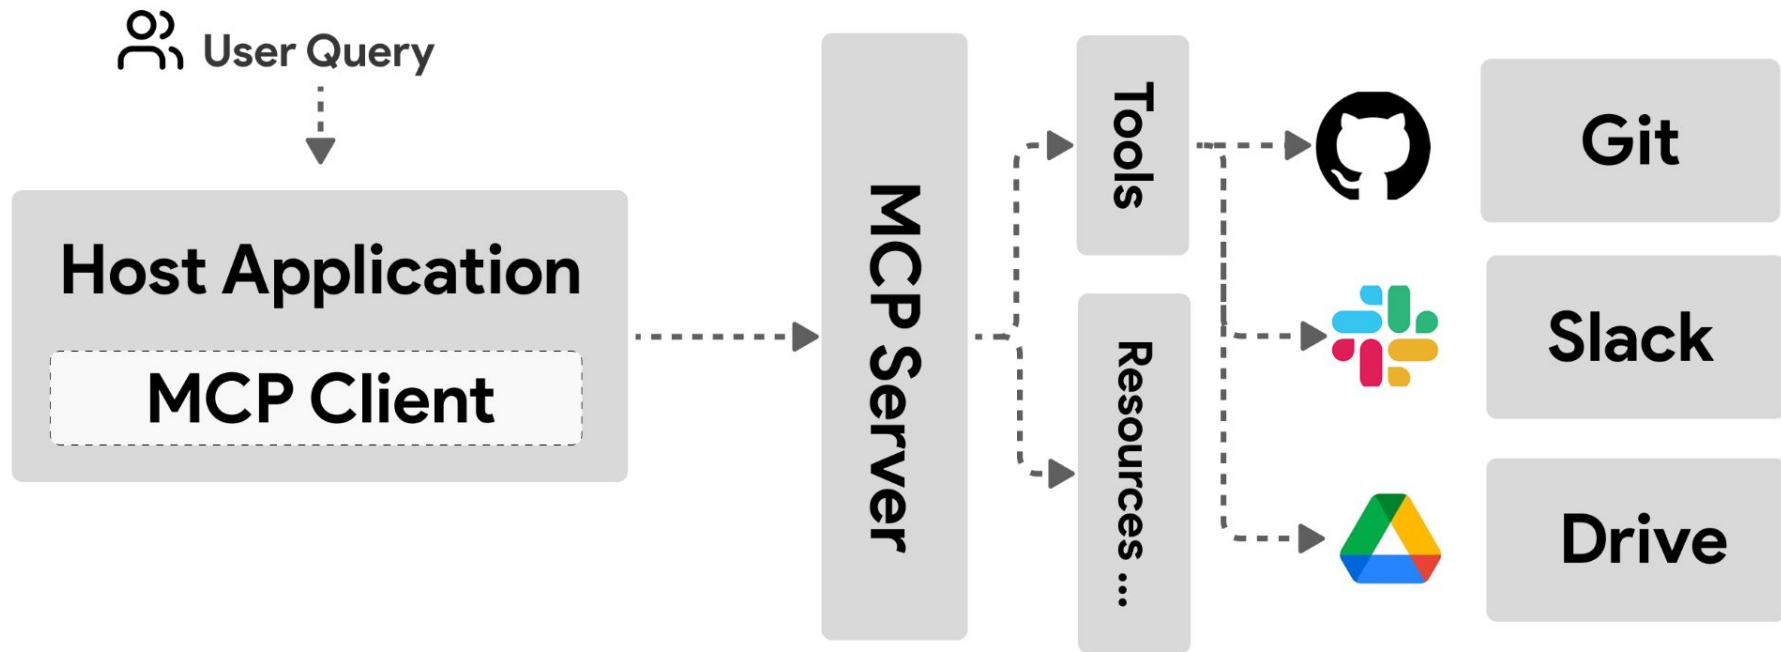 User Query
Host Application
MCP Client
MCP Server
Tools
Resources ...
Git
Slack
Drive